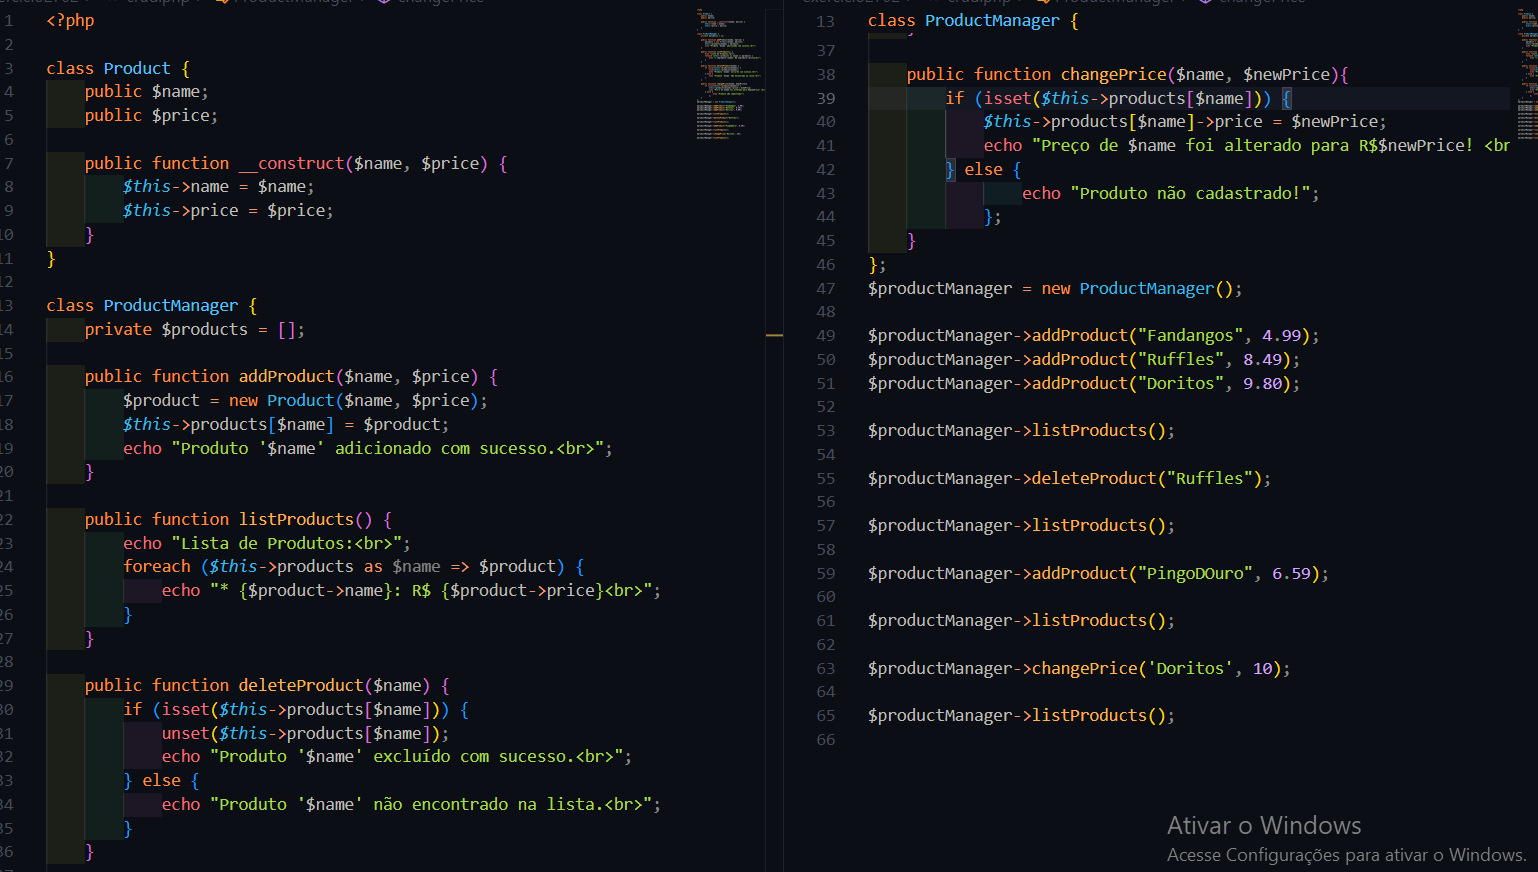 1 <?php
2
3 class Product {
4 public $name;
5 public $price;
6
7 public function __construct($name, $price) {
8 $this->name = $name;
9 $this->price = $price;
10 }
11 }
12
13 class ProductManager {
14 private $products = [];
15
16 public function addProduct($name, $price) {
17 $product = new Product($name, $price);
18 $this->products[$name] = $product;
19 echo "Produto '$name' adicionado com sucesso.<br>";
20 }
21
22 public function listProducts() {
23 echo "Lista de Produtos:<br>";
24 foreach ($this->products as $name => $product) {
25 echo "* {$product->name}: R$ {$product->price}<br>";
26 }
27 }
28
29 public function deleteProduct($name) {
30 if (isset($this->products[$name])) {
31 unset($this->products[$name]);
32 echo "Produto '$name' excluído com sucesso.<br>";
33 } else {
34 echo "Produto '$name' não encontrado na lista.<br>";
35 }
36 }
13 class ProductManager {
37
38 public function changePrice($name, $newPrice){
39 if (isset($this->products[$name])) {
40 $this->products[$name]->price = $newPrice;
41 echo "Preço de $name foi alterado para R$$newPrice! <br
42 } else {
43 echo "Produto não cadastrado!";
44 };
45 }
46 };
47 $productManager = new ProductManager();
48
49 $productManager->addProduct("Fandangos", 4.99);
50 $productManager->addProduct("Ruffles", 8.49);
51 $productManager->addProduct("Doritos", 9.80);
52
53 $productManager->listProducts();
54
55 $productManager->deleteProduct("Ruffles");
56
57 $productManager->listProducts();
58
59 $productManager->addProduct("PingoDOuro", 6.59);
60
61 $productManager->listProducts();
62
63 $productManager->changePrice('Doritos', 10);
64
65 $productManager->listProducts();
66
Ativar o Windows
Acesse Configurações para ativar o Windows.